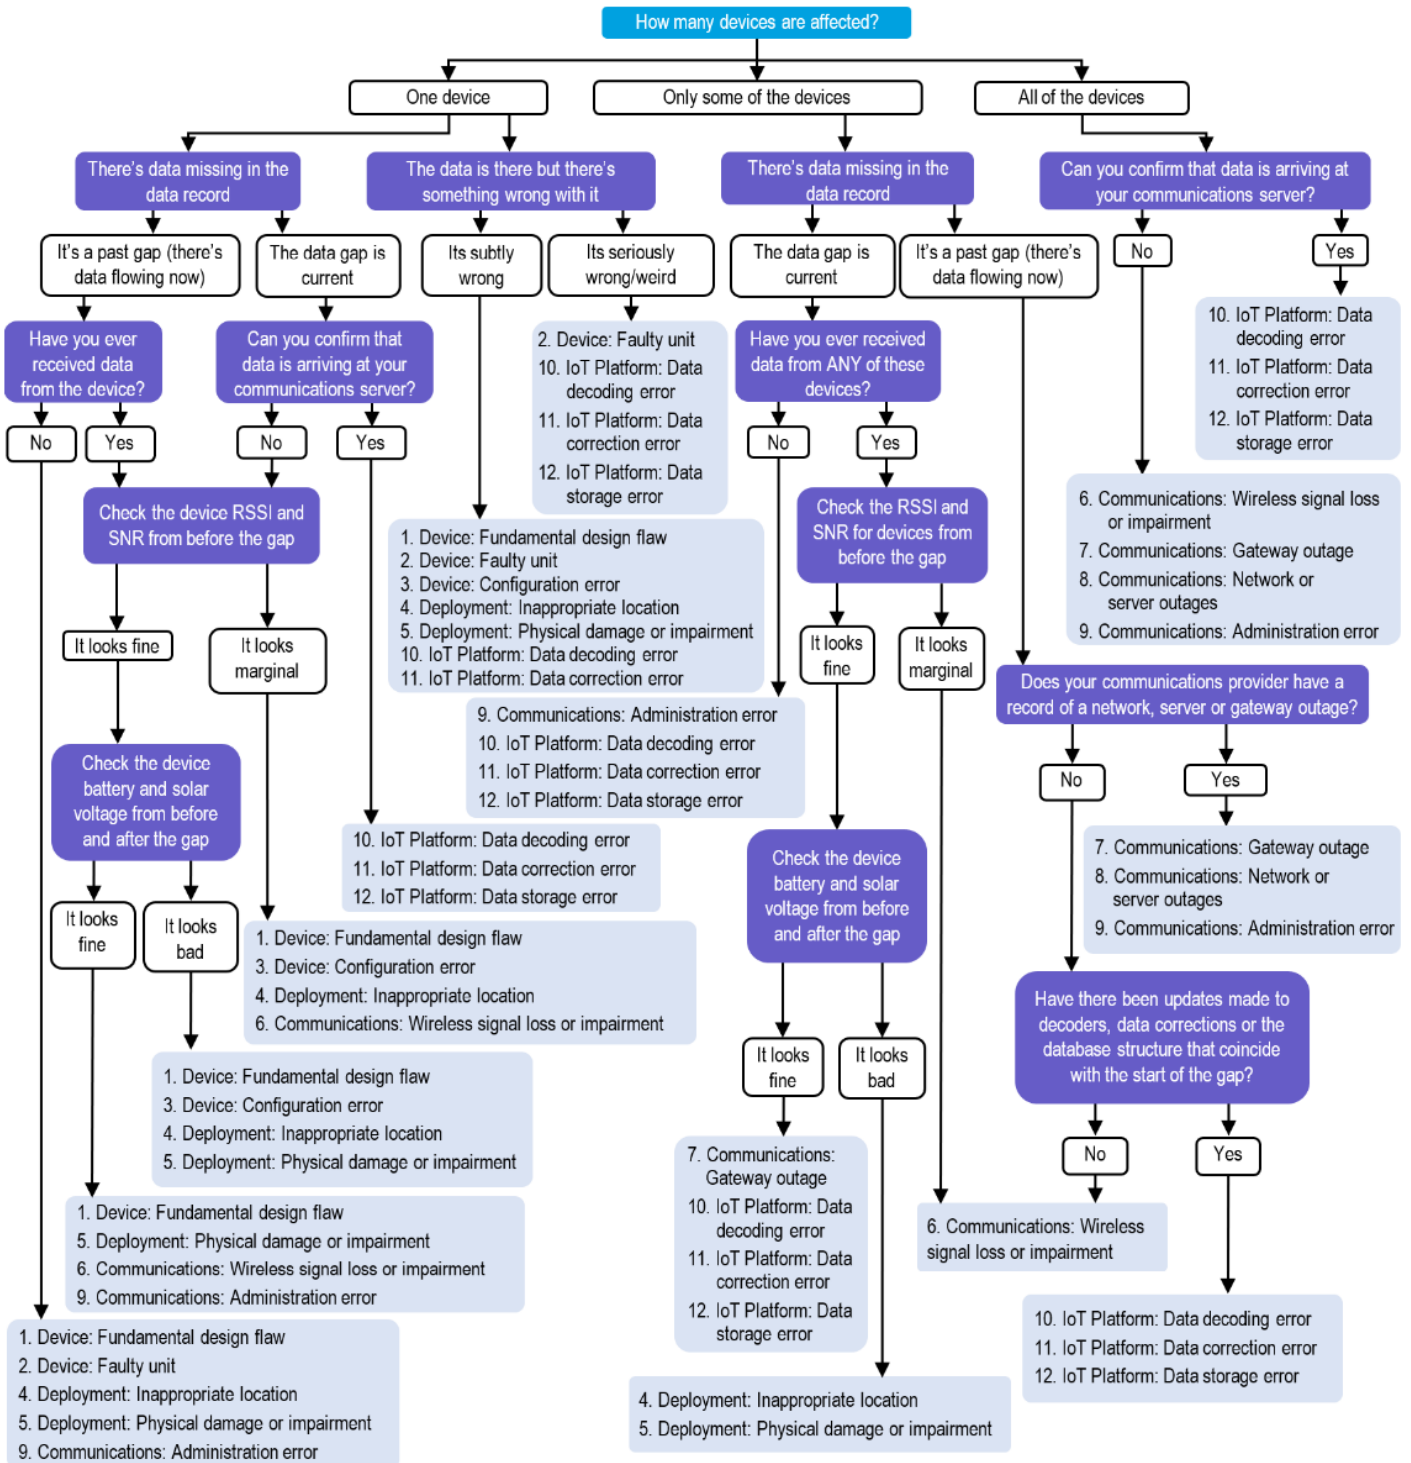 How many devices are affected?
One device
Only some of the devices
All of the devices
There's data missing in the
data record
The data is there but there's
something wrong with it
There's data missing in the
data record
Can you confirm that data is arriving at
your communications server?
It's a past gap (there's
data flowing now)
The data gap is
current
Its subtly
wrong
Its seriously
wrong/weird
The data gap is
current
It's a past gap (there's
data flowing now)
No
Yes
Have you ever
received data
from the device?
Can you confirm that
data is arriving at your
communications server?
2. Device: Faulty unit
10. IoT Platform: Data
decoding error
11. IoT Platform: Data
correction error
12. IoT Platform: Data
storage error
Have you ever received
data from ANY of these
devices?
10. IoT Platform: Data
decoding error
11. IoT Platform: Data
correction error
12. IoT Platform: Data
storage error
No
Yes
No
Yes
No
Yes
Check the device RSSI and
SNR from before the gap
1. Device: Fundamental design flaw
2. Device: Faulty unit
3. Device: Configuration error
4. Deployment: Inappropriate location
5. Deployment: Physical damage or impairment
10. IoT Platform: Data decoding error
11. IoT Platform: Data correction error
Check the RSSI and
SNR for devices from
before the gap
6. Communications: Wireless signal loss
or impairment
7. Communications: Gateway outage
8. Communications: Network or
server outages
9. Communications: Administration error
It looks fine
It looks
marginal
It looks
fine
It looks
marginal
Does your communications provider have a
record of a network, server or gateway outage?
9. Communications: Administration error
10. IoT Platform: Data decoding error
11. IoT Platform: Data correction error
12. IoT Platform: Data storage error
Check the device
battery and solar
voltage from before
and after the gap
No
Yes
10. IoT Platform: Data decoding error
11. IoT Platform: Data correction error
12. IoT Platform: Data storage error
Check the device
battery and solar
voltage from before
and after the gap
7. Communications: Gateway outage
8. Communications: Network or
server outages
9. Communications: Administration error
It looks
fine
It looks
bad
1. Device: Fundamental design flaw
3. Device: Configuration error
4. Deployment: Inappropriate location
6. Communications: Wireless signal loss or impairment
Have there been updates made to
decoders, data corrections or the
database structure that coincide
with the start of the gap?
It looks
fine
It looks
bad
1. Device: Fundamental design flaw
3. Device: Configuration error
4. Deployment: Inappropriate location
5. Deployment: Physical damage or impairment
No
Yes
7. Communications:
Gateway outage
10. IoT Platform: Data
decoding error
11. IoT Platform: Data
correction error
12. IoT Platform: Data
storage error
1. Device: Fundamental design flaw
5. Deployment: Physical damage or impairment
6. Communications: Wireless signal loss or impairment
9. Communications: Administration error
6. Communications: Wireless
signal loss or impairment
10. IoT Platform: Data decoding error
11. IoT Platform: Data correction error
12. IoT Platform: Data storage error
1. Device: Fundamental design flaw
2. Device: Faulty unit
4. Deployment: Inappropriate location
5. Deployment: Physical damage or impairment
9. Communications: Administration error
4. Deployment: Inappropriate location
5. Deployment: Physical damage or impairment